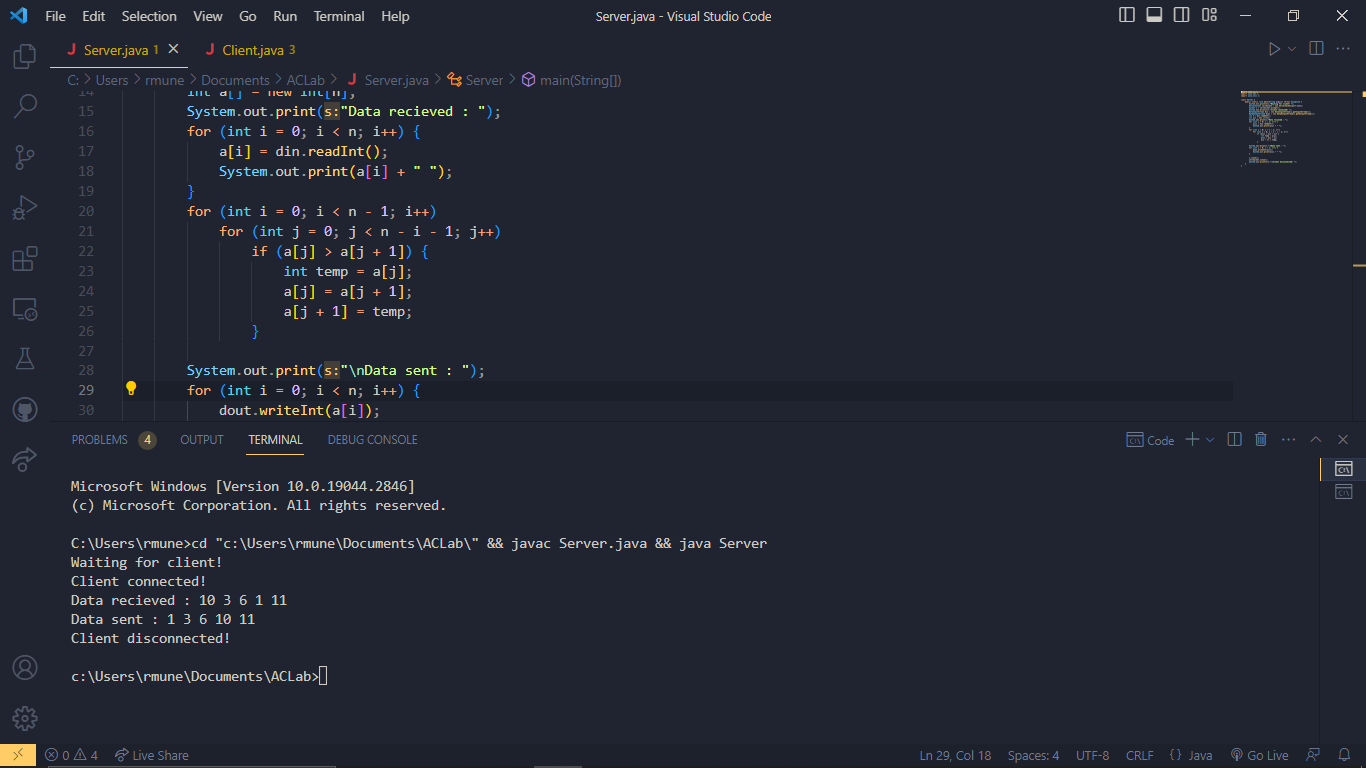 File Edit Selection View Go Run Terminal Help Server.java - Visual Studio Code
J Server.java 1 J Client.java 3
C: > Users > rmune > Documents > ACLab > J Server.java > Server > main(String[])
14 int a[] = new int[n];
15 System.out.print(s:"Data recieved : ");
16 for (int i = 0; i < n; i++) {
17 a[i] = din.readInt();
18 System.out.print(a[i] + " ");
19 }
20 for (int i = 0; i < n - 1; i++)
21 for (int j = 0; j < n - i - 1; j++)
22 if (a[j] > a[j + 1]) {
23 int temp = a[j];
24 a[j] = a[j + 1];
25 a[j + 1] = temp;
26 }
27
28 System.out.print(s:"\nData sent : ");
29 for (int i = 0; i < n; i++) {
30 dout.writeInt(a[i]);
PROBLEMS 4 OUTPUT TERMINAL DEBUG CONSOLE Code
Microsoft Windows [Version 10.0.19044.2846]
(c) Microsoft Corporation. All rights reserved.
C:\Users\rmune>cd "c:\Users\rmune\Documents\ACLab\" && javac Server.java && java Server
Waiting for client!
Client connected!
Data recieved : 10 3 6 1 11
Data sent : 1 3 6 10 11
Client disconnected!
c:\Users\rmune\Documents\ACLab>
0 4 Live Share Ln 29, Col 18 Spaces: 4 UTF-8 CRLF {} Java Go Live